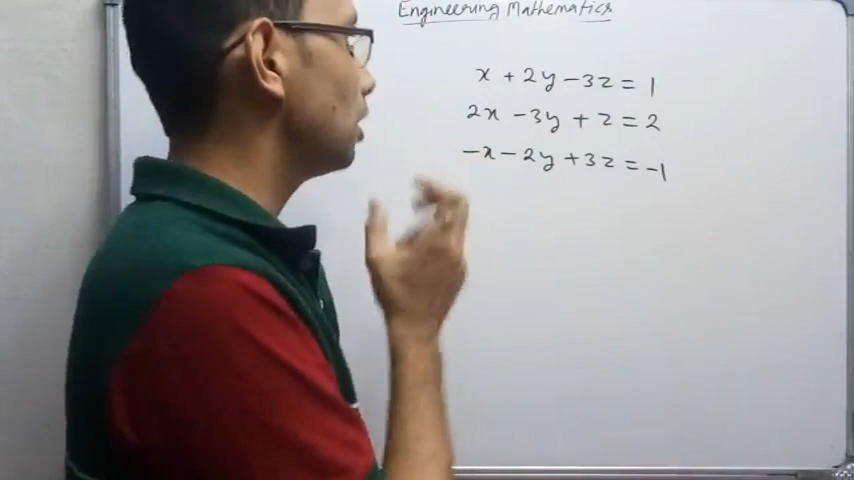 Engineering Mathematics
x + 2y - 3z = 1
2x - 3y + z = 2
-x - 2y + 3z = -1